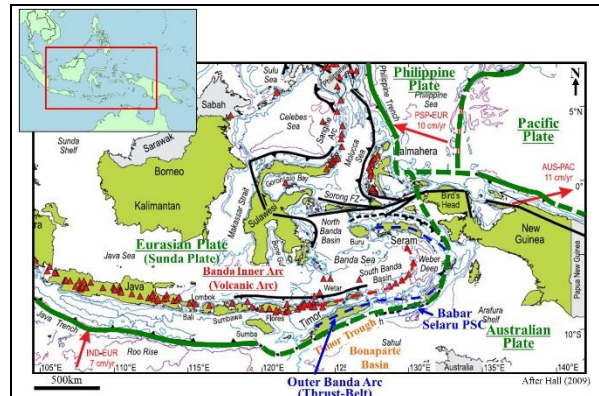 Philippine
Plate
Pacific
Plate
N
5°N
0
5°S
10°S
Sulu
Sea
Sabah
Philippine Trench
Philippine
Sea
PSP-EUR
10 cm/yr
AUS-PAC
11 cm/yr
Celebes
Sea
Sangihe
Arc
Molucca
Sea
Halmahera
Sunda
Shelf
Sarawak
Borneo
Kalimantan
Makassar Strait
Gorontalo Bay
Sulawesi
Sorong FZ
Bird's
Head
New
Guinea
Papua New Guinea
North
Banda
Basin
Buru
Seram
Eurasian Plate
(Sunda Plate)
Java Sea
Banda Inner Arc
(Volcanic Arc)
Banda Sea
Weber
Deep
South Banda
Basin
Java
Lombok
Bali
Sumbawa
Flores
Sumba
Wetar
Timor
Babar
Selaru PSC
Arafura
Shelf
Australian
Plate
Java Trench
Timor Trough
Sahul
Bonaparte
Basin
IND-EUR
7 cm/yr
Roo Rise
Outer Banda Arc
(Thrust-Belt)
Australia
105°E
110°E
115°E
120°E
125°E
130°E
135°E
140°E
500km
After Hall (2009)